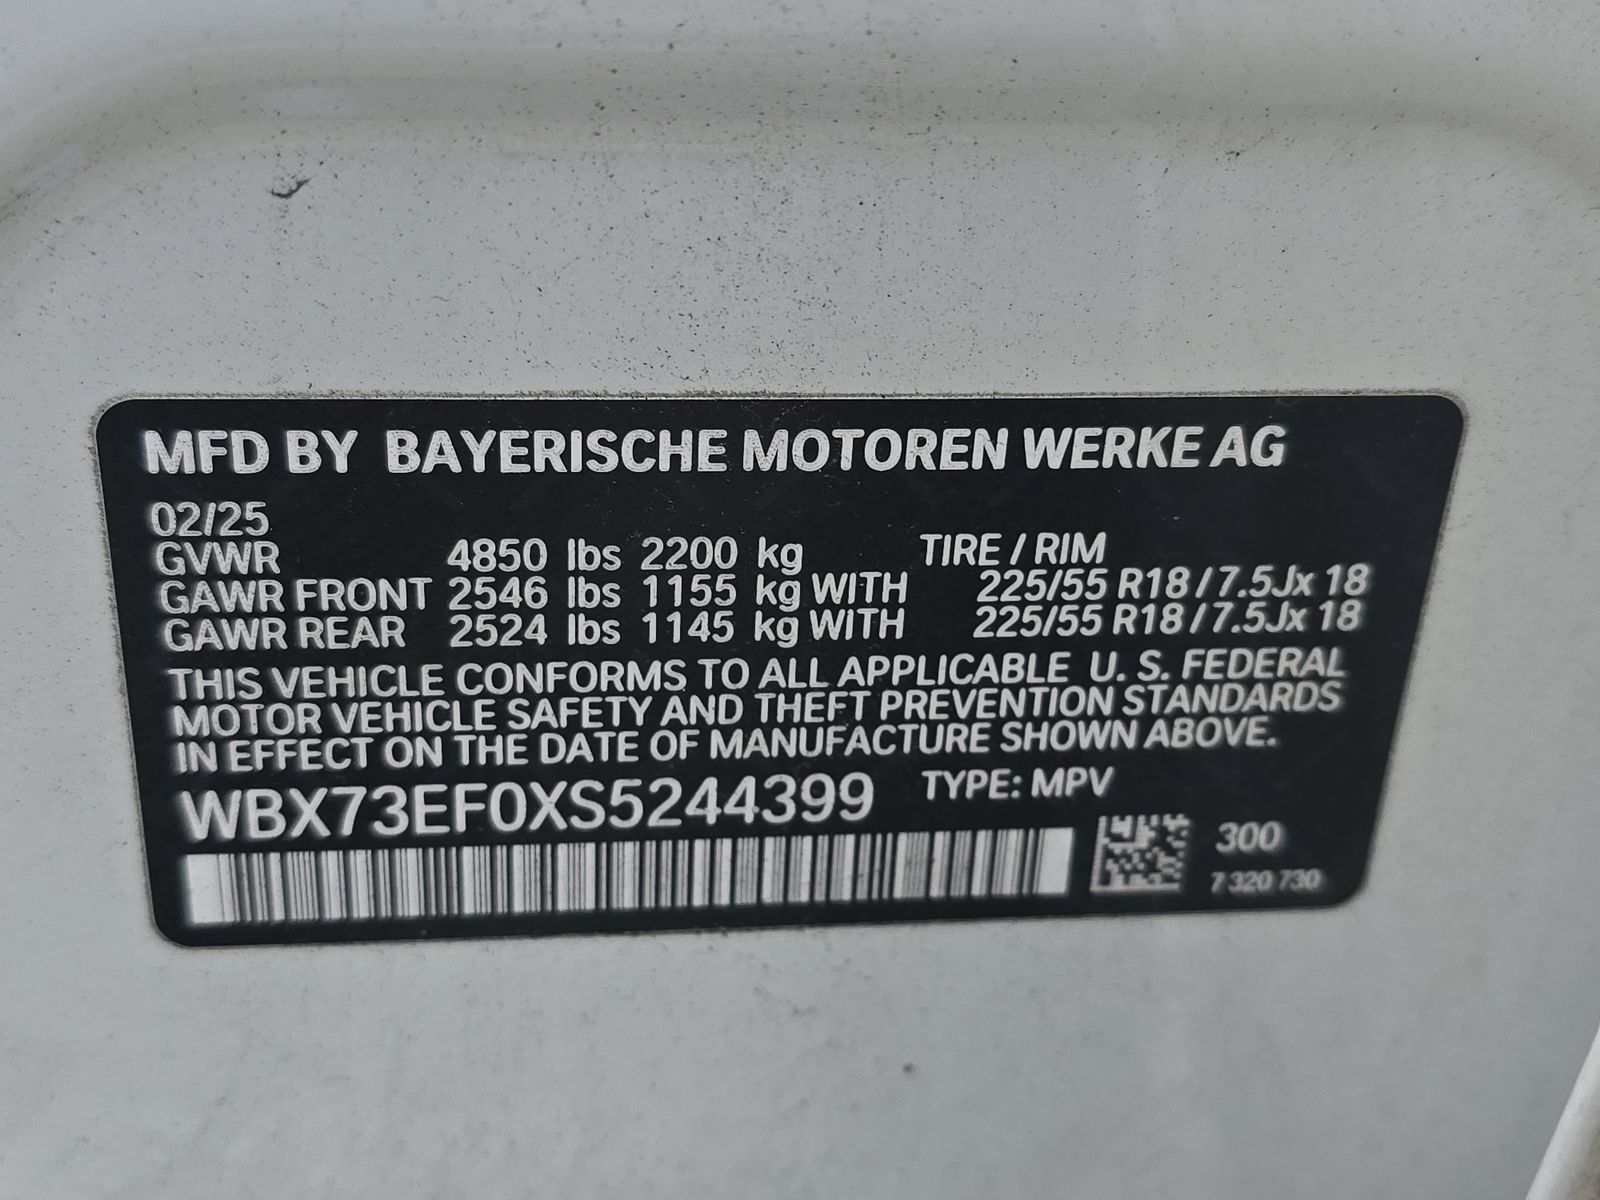 MFD BY BAYERISCHE MOTOREN WERKE AG
02/25
GVWR 4850 lbs 2200 kg TIRE / RIM
GAWR FRONT 2546 lbs 1155 kg WITH 225/55 R18 / 7.5Jx 18
GAWR REAR 2524 lbs 1145 kg WITH 225/55 R18 / 7.5Jx 18
THIS VEHICLE CONFORMS TO ALL APPLICABLE U. S. FEDERAL
MOTOR VEHICLE SAFETY AND THEFT PREVENTION STANDARDS
IN EFFECT ON THE DATE OF MANUFACTURE SHOWN ABOVE.
WBX73EF0XS5244399 TYPE: MPV
300
7 320 730